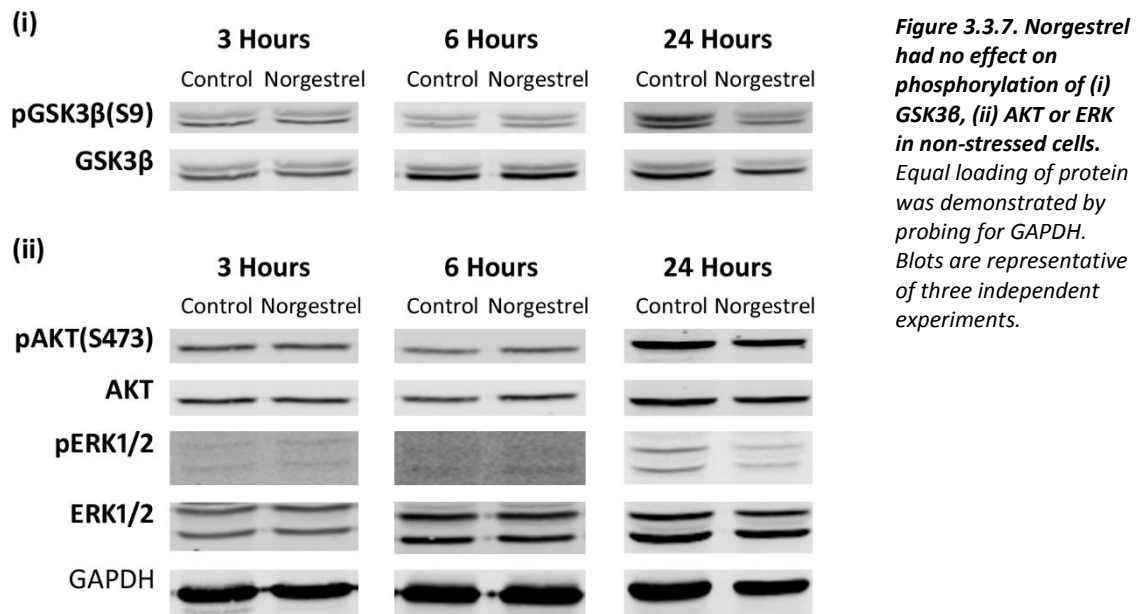 (i)
3 Hours 6 Hours 24 Hours
Control Norgestrel Control Norgestrel Control Norgestrel
pGSK3β(S9)
GSK3β
(ii)
3 Hours 6 Hours 24 Hours
Control Norgestrel Control Norgestrel Control Norgestrel
pAKT(S473)
AKT
pERK1/2
ERK1/2
GAPDH
Figure 3.3.7. Norgestrel
had no effect on
phosphorylation of (i)
GSK3β, (ii) AKT or ERK
in non-stressed cells.
Equal loading of protein
was demonstrated by
probing for GAPDH.
Blots are representative
of three independent
experiments.